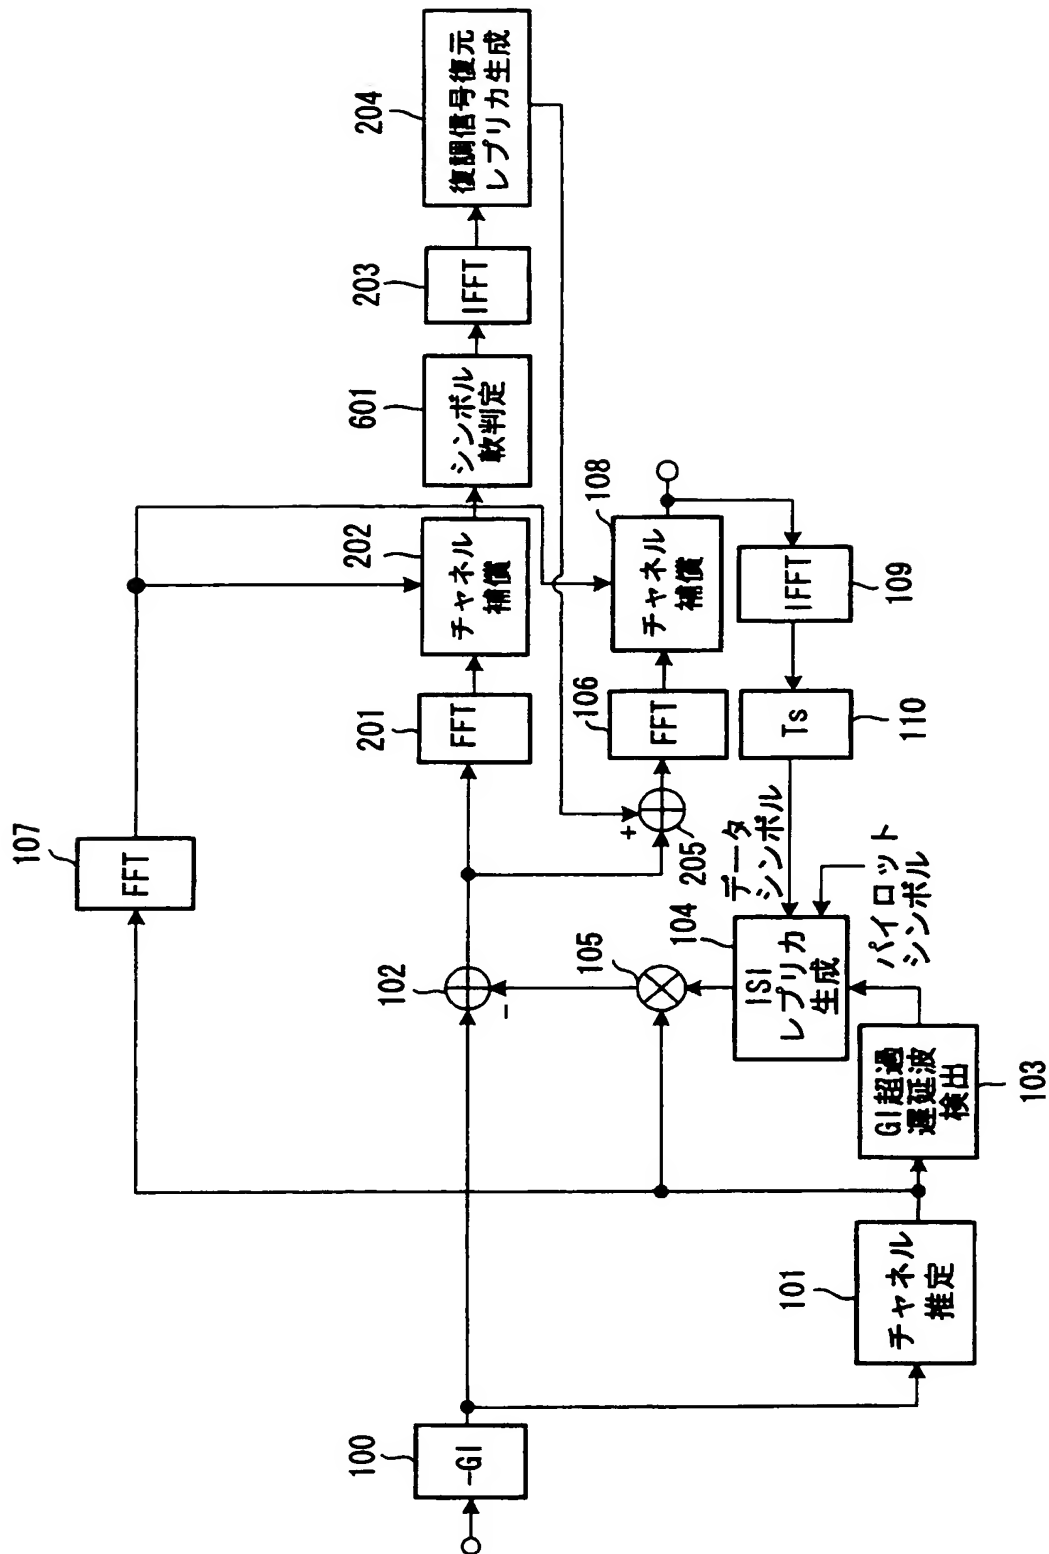 100
-GI
101
チャネル
推定
102
-
103
GI超過
遅延波
検出
104
ISI
レプリカ
生成
105
パイロット
シンボル
データ
シンボル
107
FFT
201
FFT
202
チャネル
補償
601
シンボル
軟判定
203
IFFT
204
復調信号復元
レプリカ生成
+
205
106
FFT
108
チャネル
補償
109
IFFT
110
Ts